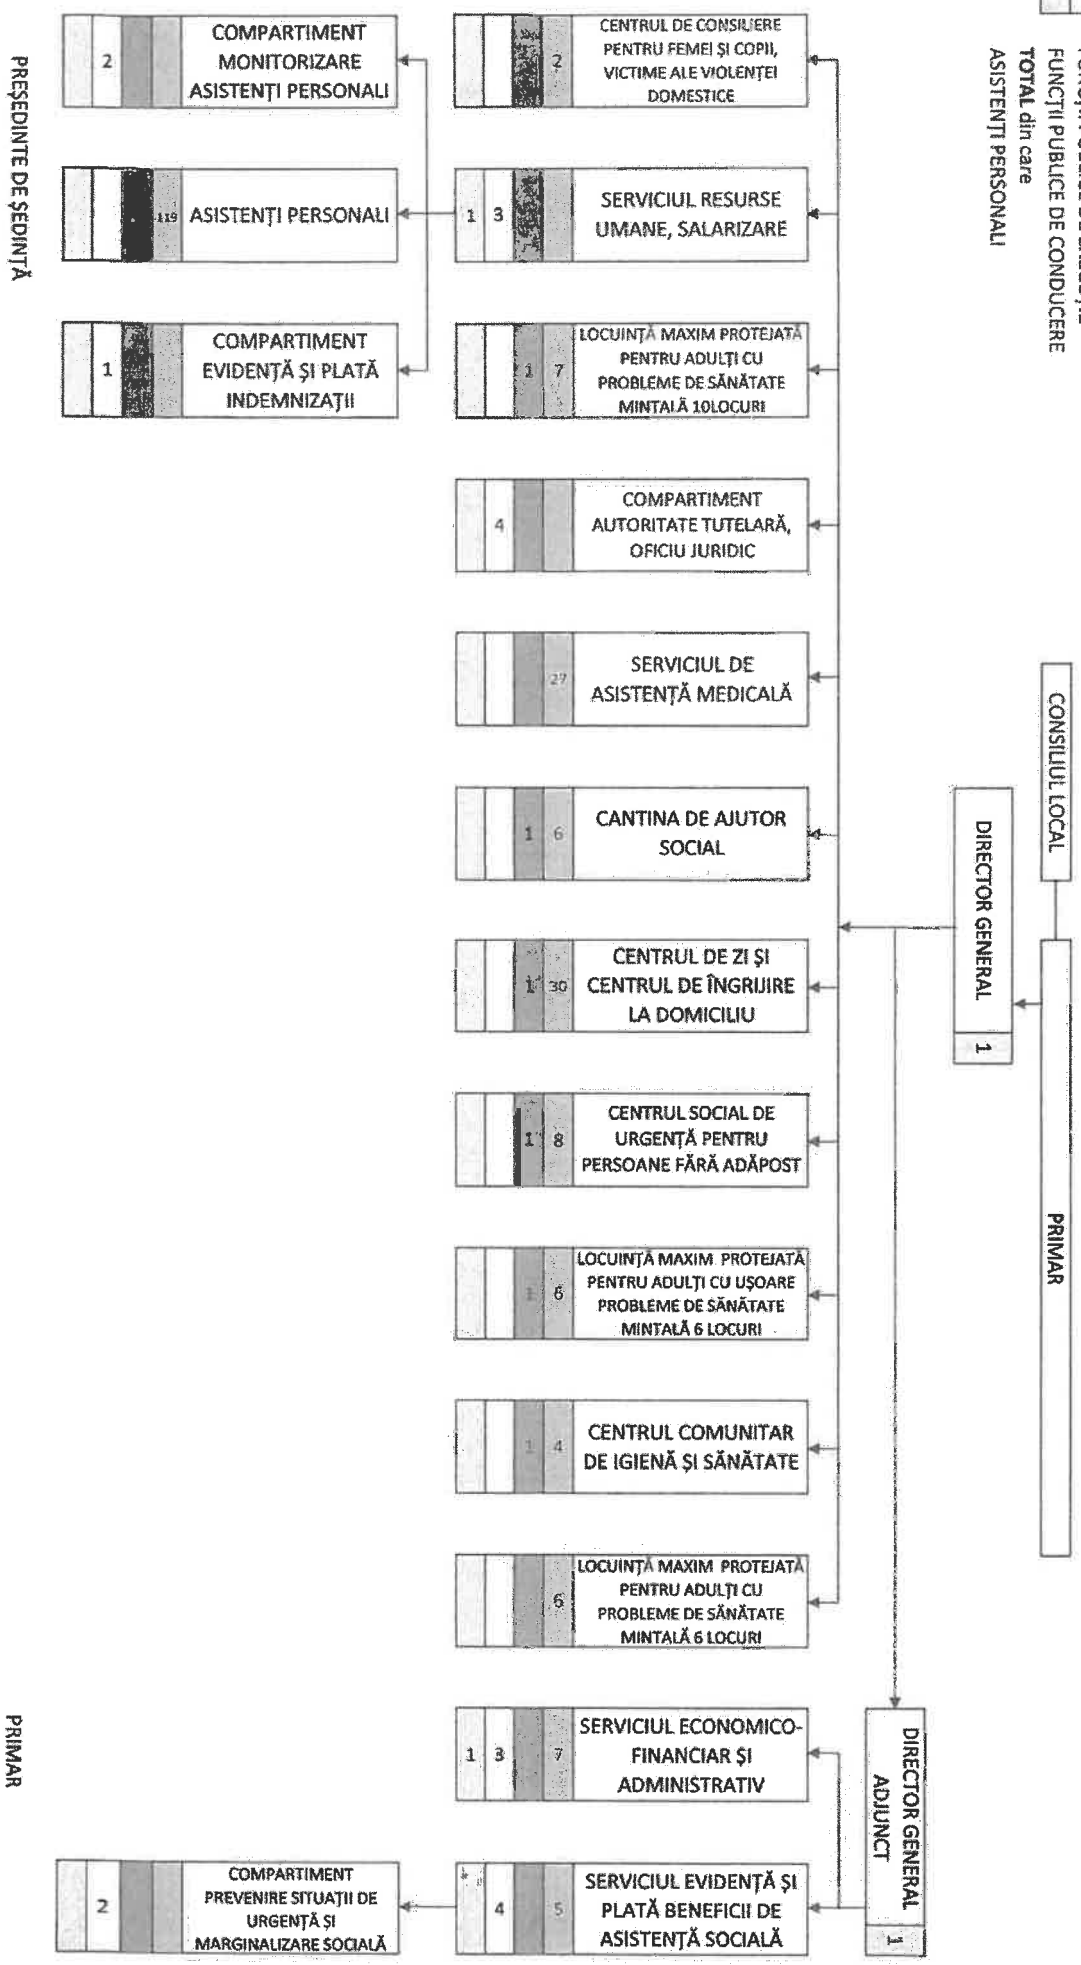 FUNCȚII PUBLICE DE CONDUCERE
TOTAL din care
ASISTENȚI PERSONALI
CONSILIUL LOCAL
PRIMAR
DIRECTOR GENERAL
1
DIRECTOR GENERAL
ADJUNCT
1
CENTRUL DE CONSILIERE
PENTRU FEMEI ȘI COPII,
VICTIME ALE VIOLENȚEI
DOMESTICE
2
SERVICIUL RESURSE
UMANE, SALARIZARE
1 3
LOCUINȚĂ MAXIM PROTEJATĂ
PENTRU ADULȚI CU
PROBLEME DE SĂNĂTATE
MINTALĂ 10LOCURI
1 7
COMPARTIMENT
AUTORITATE TUTELARĂ,
OFICIU JURIDIC
4
SERVICIUL DE
ASISTENȚĂ MEDICALĂ
27
CANTINA DE AJUTOR
SOCIAL
1 6
CENTRUL DE ZI ȘI
CENTRUL DE ÎNGRIJIRE
LA DOMICILIU
1 30
CENTRUL SOCIAL DE
URGENȚĂ PENTRU
PERSOANE FĂRĂ ADĂPOST
1 8
LOCUINȚĂ MAXIM PROTEJATĂ
PENTRU ADULȚI CU UȘOARE
PROBLEME DE SĂNĂTATE
MINTALĂ 6 LOCURI
1 6
CENTRUL COMUNITAR
DE IGIENĂ ȘI SĂNĂTATE
1 4
LOCUINȚĂ MAXIM PROTEJATĂ
PENTRU ADULȚI CU
PROBLEME DE SĂNĂTATE
MINTALĂ 6 LOCURI
6
SERVICIUL ECONOMICO-
FINANCIAR ȘI
ADMINISTRATIV
1 3 7
SERVICIUL EVIDENȚĂ ȘI
PLATĂ BENEFICII DE
ASISTENȚĂ SOCIALĂ
4 5
COMPARTIMENT
MONITORIZARE
ASISTENȚI PERSONALI
2
ASISTENȚI PERSONALI
119
COMPARTIMENT
EVIDENȚĂ ȘI PLATĂ
INDEMNIZAȚII
1
COMPARTIMENT
PREVENIRE SITUAȚII DE
URGENȚĂ ȘI
MARGINALIZARE SOCIALĂ
2
PREȘEDINTE DE ȘEDINȚĂ
PRIMAR